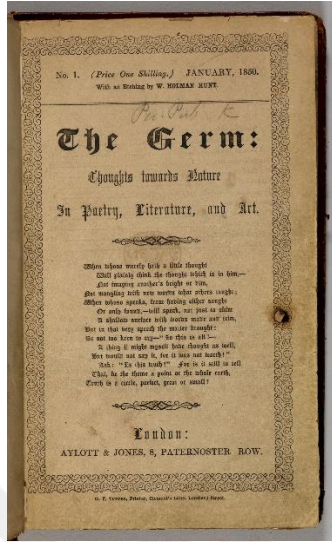 No. 1. (Price One Shilling.) JANUARY, 1850.
With an Etching by W. HOLMAN HUNT.
The Germ:
Thoughts towards Nature
In Poetry, Literature, and Art.
When whoso merely hath a little thought
Will plainly think the thought which is in him,—
Not imaging another's bright or dim,
Not mangling with new words what others taught;
When whoso speaks, from having either sought
Or only found,—will speak, not just to shine
A shallow surface with words made and trim,
But in that very speech the matter brought:
Be not too keen to cry—"So this is all!—
A thing I might myself have thought as well,
But would not say it, for it was not worth!"
Ask: "Is this truth?" For is it still to tell
That, be the theme a point or the whole earth,
Truth is a circle, perfect, great or small?
London:
AYLOTT & JONES, 8, PATERNOSTER ROW.
G. F. Tupper, Printer, Clement's Lane, Lombard Street.